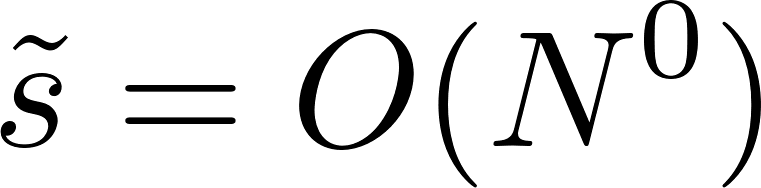 s̃ = O(N⁰)